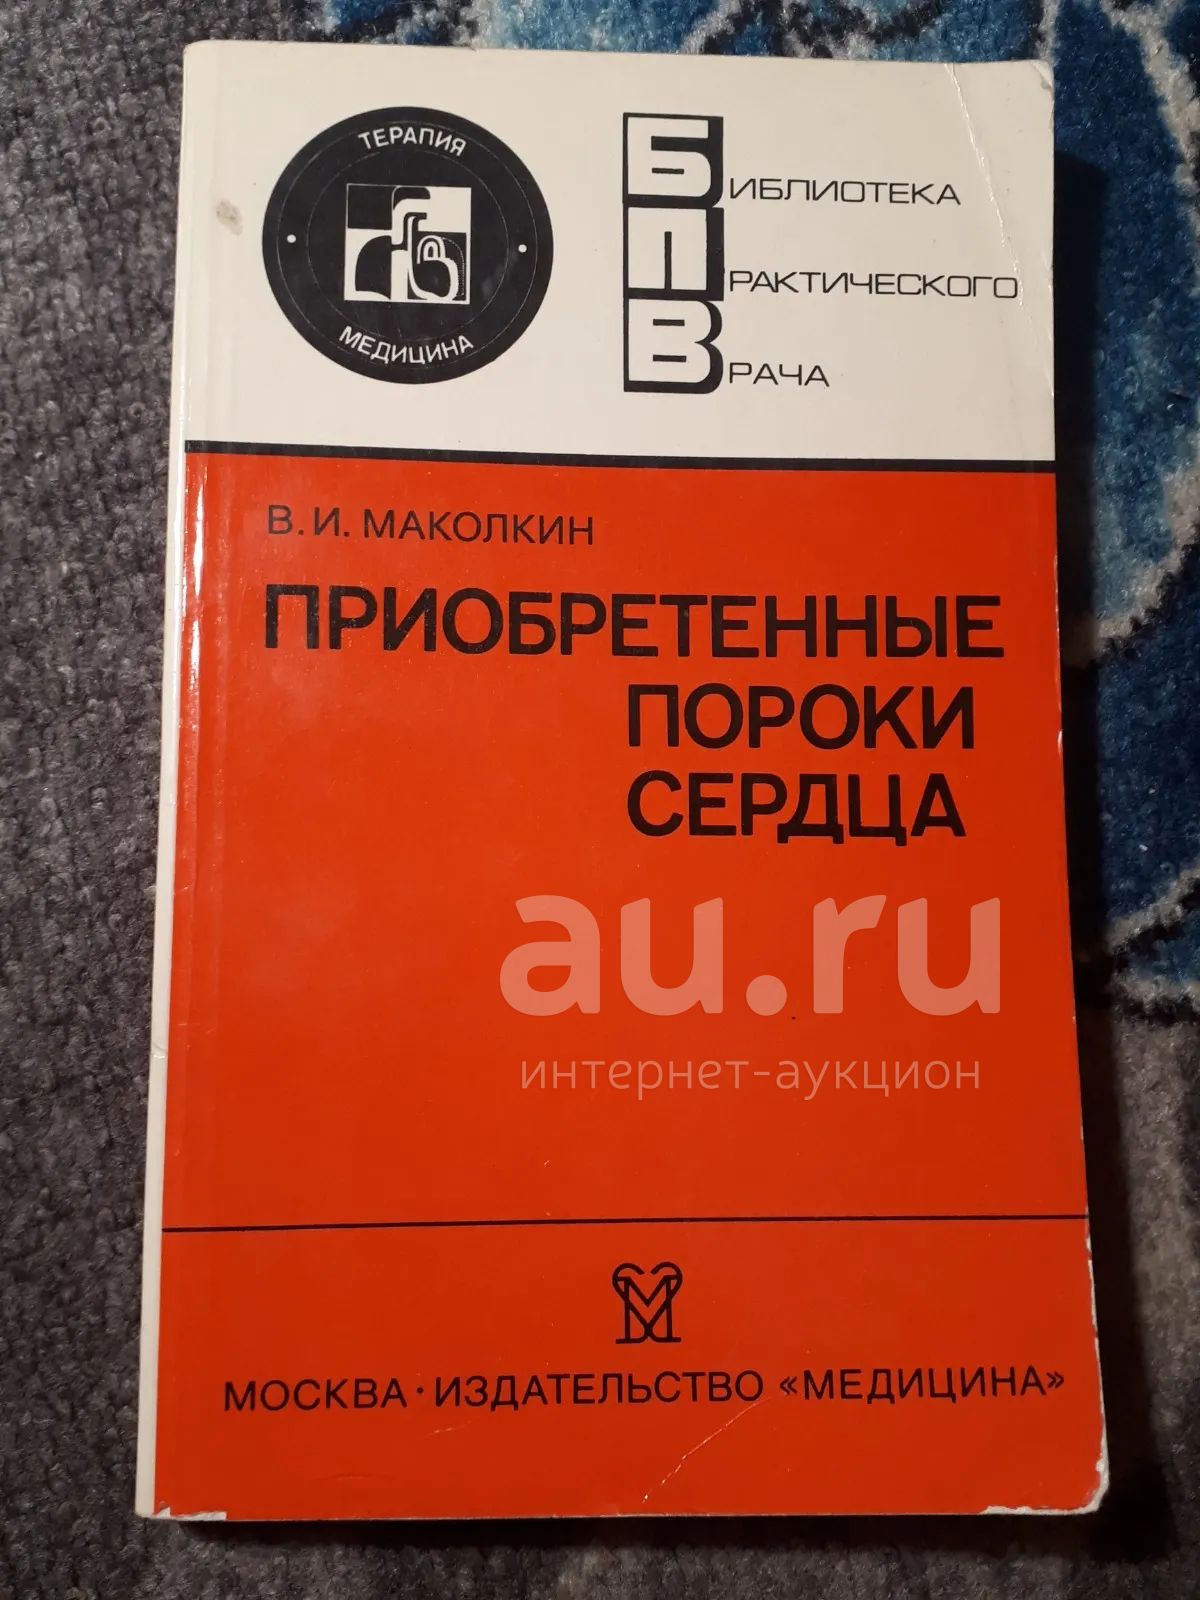 ТЕРАПИЯ
МЕДИЦИНА
БИБЛИОТЕКА
ПРАКТИЧЕСКОГО
ВРАЧА
В. И. МАКОЛКИН
ПРИОБРЕТЕННЫЕ
ПОРОКИ
СЕРДЦА
au.ru
интернет-аукцион
МОСКВА · ИЗДАТЕЛЬСТВО «МЕДИЦИНА»